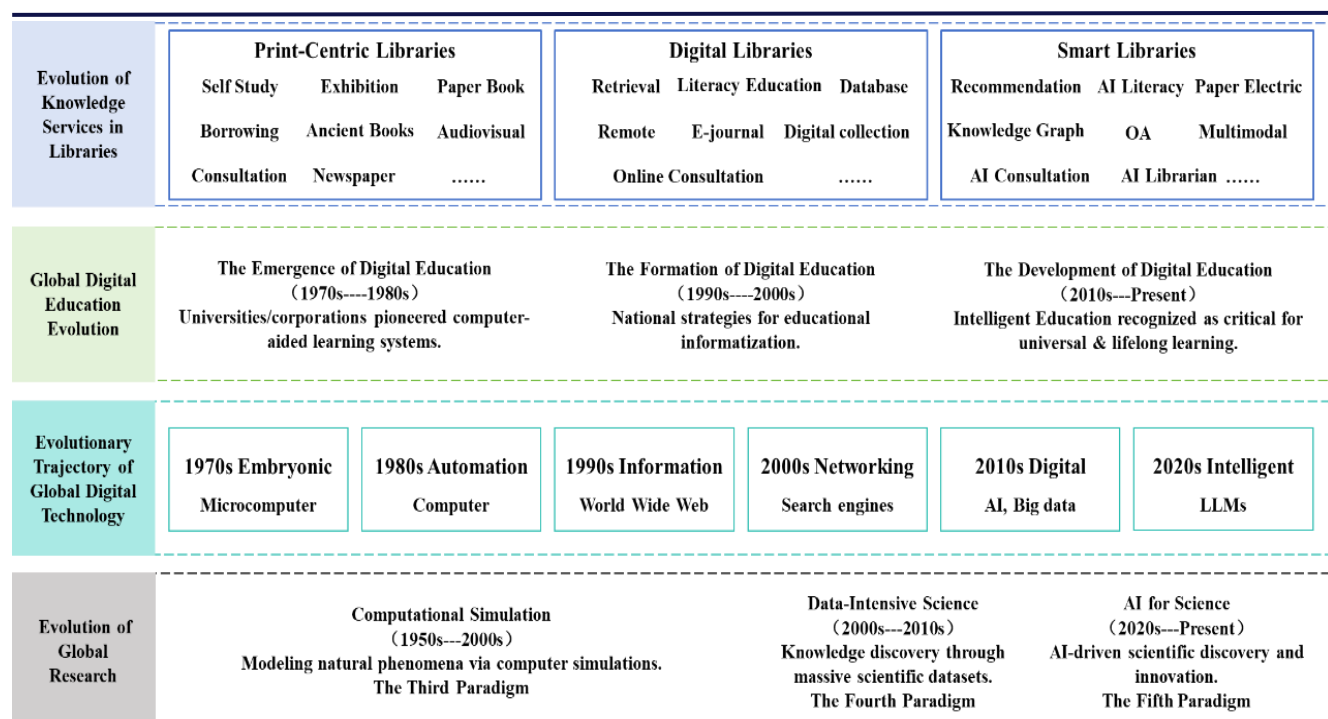 Evolution of
Knowledge
Services in
Libraries
Print-Centric Libraries
Self Study Exhibition Paper Book
Borrowing Ancient Books Audiovisual
Consultation Newspaper ……
Digital Libraries
Retrieval Literacy Education Database
Remote E-journal Digital collection
Online Consultation ……
Smart Libraries
Recommendation AI Literacy Paper Electric
Knowledge Graph OA Multimodal
AI Consultation AI Librarian ……
Global Digital
Education
Evolution
The Emergence of Digital Education
（1970s----1980s）
Universities/corporations pioneered computer-
aided learning systems.
The Formation of Digital Education
（1990s----2000s）
National strategies for educational
informatization.
The Development of Digital Education
（2010s---Present）
Intelligent Education recognized as critical for
universal & lifelong learning.
Evolutionary
Trajectory of
Global Digital
Technology
1970s Embryonic
Microcomputer
1980s Automation
Computer
1990s Information
World Wide Web
2000s Networking
Search engines
2010s Digital
AI, Big data
2020s Intelligent
LLMs
Evolution of
Global
Research
Computational Simulation
（1950s---2000s）
Modeling natural phenomena via computer simulations.
The Third Paradigm
Data-Intensive Science
（2000s---2010s）
Knowledge discovery through
massive scientific datasets.
The Fourth Paradigm
AI for Science
（2020s---Present）
AI-driven scientific discovery and
innovation.
The Fifth Paradigm